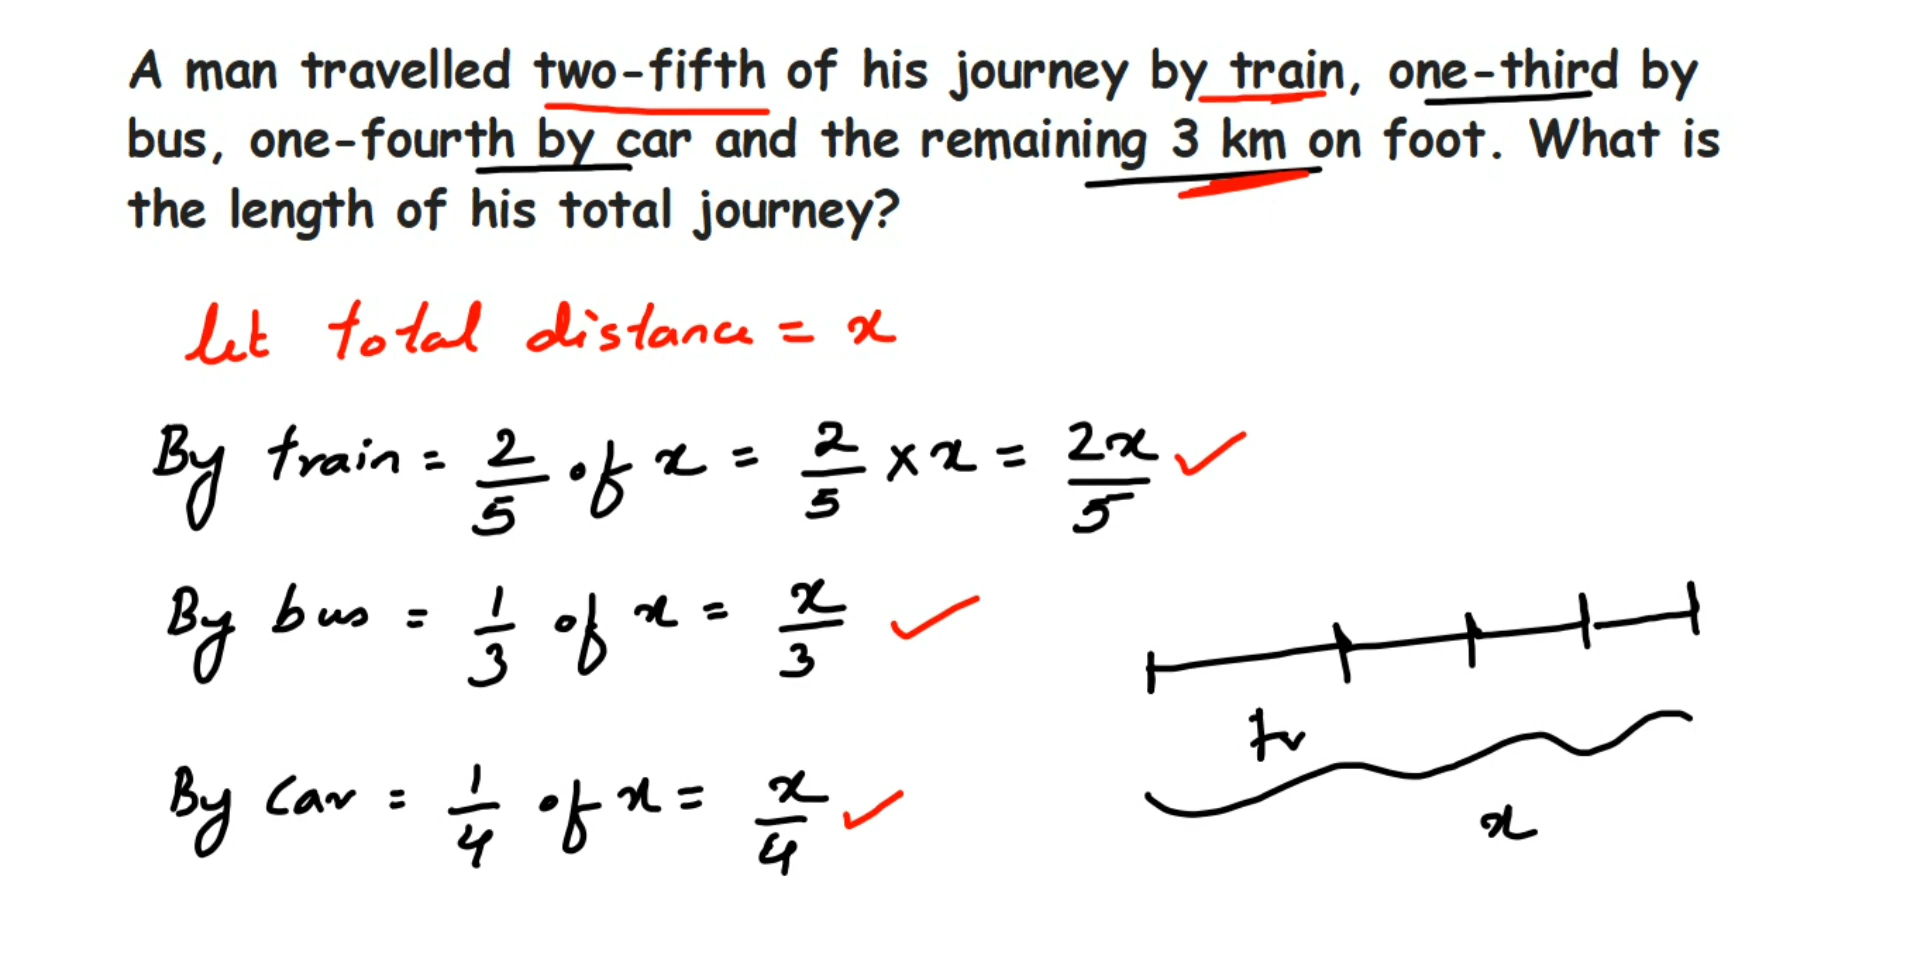 A man travelled two-fifth of his journey by train, one-third by
bus, one-fourth by car and the remaining 3 km on foot. What is
the length of his total journey?
let total distance = x
By train = 2/5 of x = 2/5 × x = 2x/5
By bus = 1/3 of x = x/3
By car = 1/4 of x = x/4
tr
x